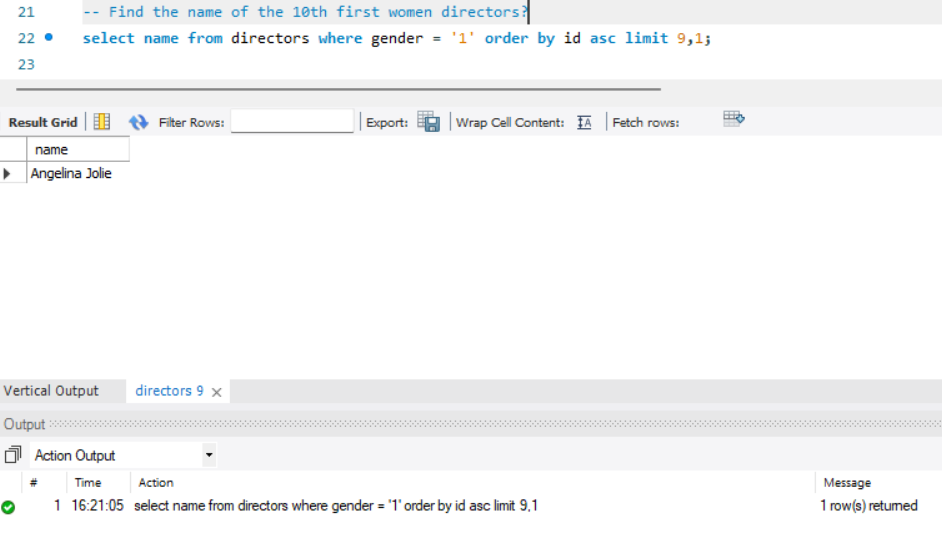 21 -- Find the name of the 10th first women directors?
22 select name from directors where gender = '1' order by id asc limit 9,1;
23
Result Grid Filter Rows: Export: Wrap Cell Content: IA Fetch rows:
name
Angelina Jolie
Vertical Output directors 9 ×
Output
Action Output
# Time Action Message
1 16:21:05 select name from directors where gender = '1' order by id asc limit 9,1 1 row(s) returned